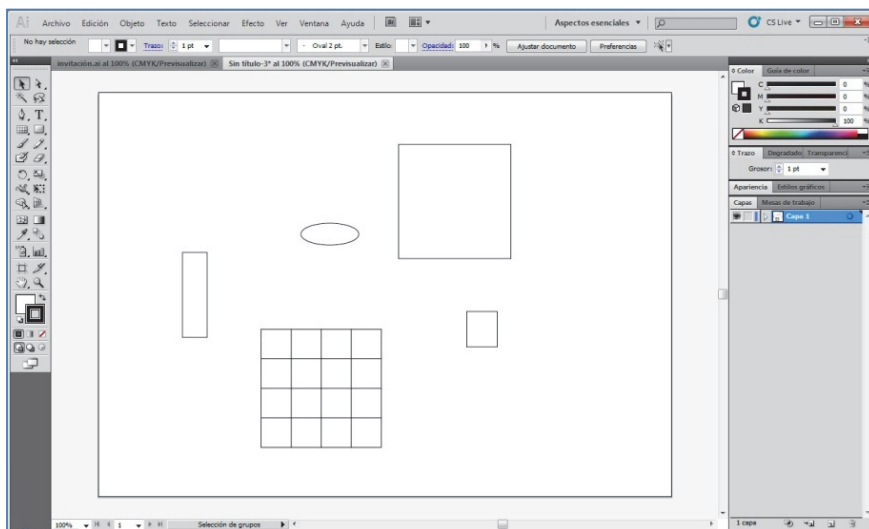 Ai Archivo Edición Objeto Texto Seleccionar Efecto Ver Ventana Ayuda Br Aspectos esenciales CS Live
No hay selección Trazo: 1 pt Oval 2 pt. Estilo: Opacidad: 100 % Ajustar documento Preferencias
invitación.ai al 100% (CMYK/Previsualizar) Sin título-3* al 100% (CMYK/Previsualizar)
Color Guía de color
C 0 %
M 0 %
Y 0 %
K 100 %
Trazo Degradado Transparenci
Grosor: 1 pt
Apariencia Estilos gráficos
Capas Mesas de trabajo
Capa 1
100% 1 Selección de grupos
1 capa